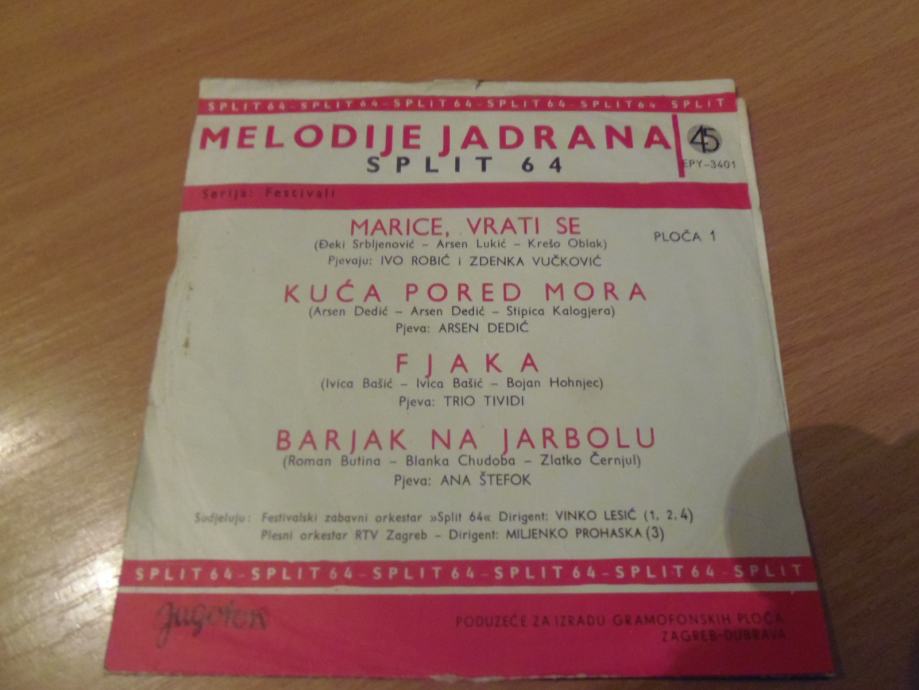 SPLIT 64 – SPLIT 64 – SPLIT 64 – SPLIT 64 – SPLIT 64 SPLIT
MELODIJE JADRANA
SPLIT 64
45
EPY-3401
Serija: Festivali
PLOČA 1
MARICE, VRATI SE
(Đeki Srbljenović – Arsen Lukić – Krešo Oblak)
Pjevaju: IVO ROBIĆ i ZDENKA VUČKOVIĆ
KUĆA PORED MORA
(Arsen Dedić – Arsen Dedić – Stipica Kalogjera)
Pjeva: ARSEN DEDIĆ
FJAKA
(Ivica Bašić – Ivica Bašić – Bojan Hohnjec)
Pjeva: TRIO TIVIDI
BARJAK NA JARBOLU
(Roman Butina – Blanka Chudoba – Zlatko Černjul)
Pjeva: ANA ŠTEFOK
Sudjeluju: Festivalski zabavni orkestar »Split 64« Dirigent: VINKO LESIĆ (1, 2, 4)
Plesni orkestar RTV Zagreb – Dirigent: MILJENKO PROHASKA (3)
SPLIT 64 – SPLIT 64 – SPLIT 64 – SPLIT 64 – SPLIT 64 – SPLIT 64 – SPLIT
Jugoton
PODUZEĆE ZA IZRADU GRAMOFONSKIH PLOČA
ZAGREB-DUBRAVA